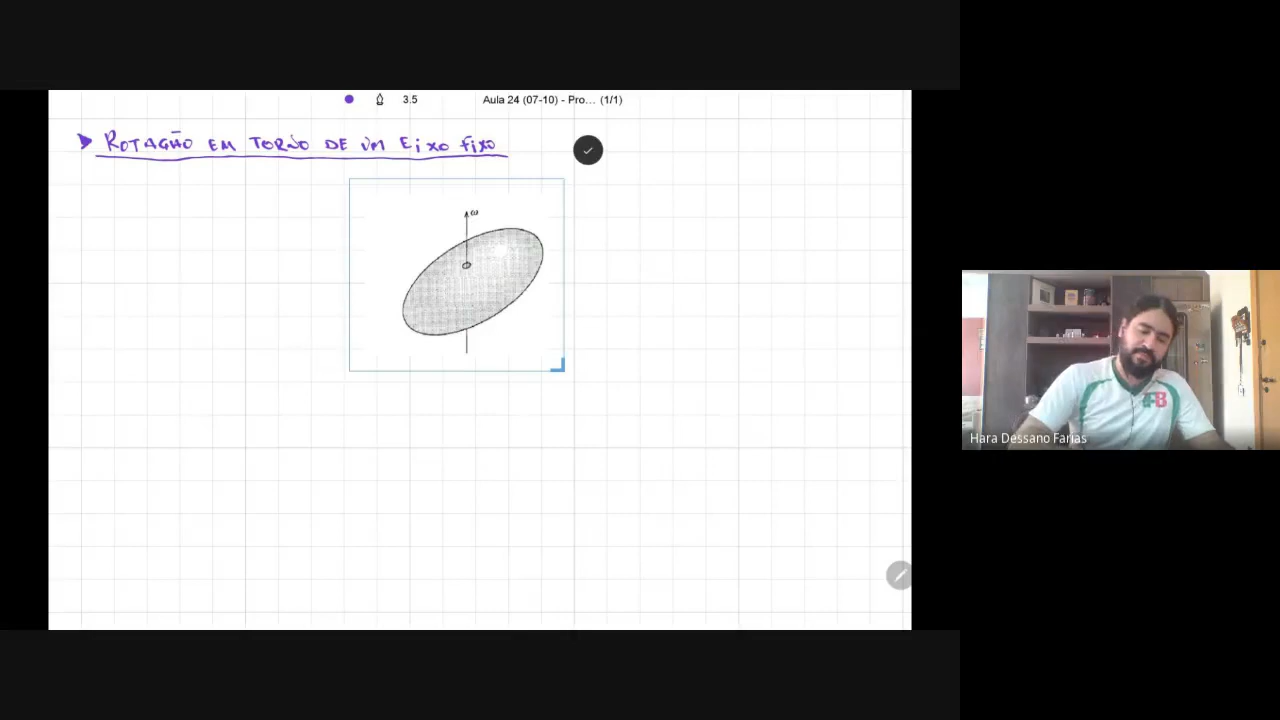 3.5 Aula 24 (07-10) - Pro... (1/1)
ROTAÇÃO EM TORNO DE UM EIXO FIXO
ω
FB
Hara Dessano Farias